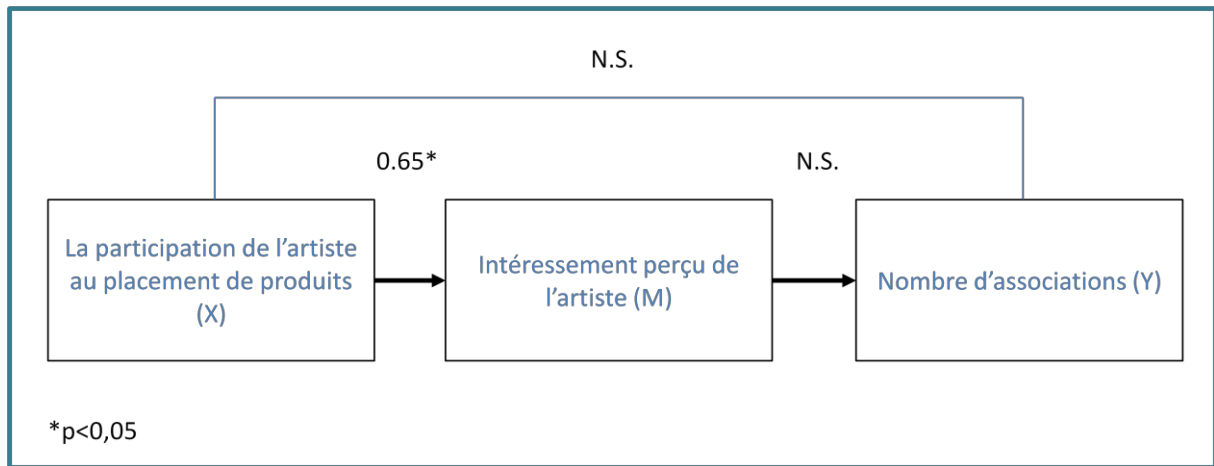 N.S.
0.65*
N.S.
La participation de l’artiste
au placement de produits
(X)
Intéressement perçu de
l’artiste (M)
Nombre d’associations (Y)
*p<0,05